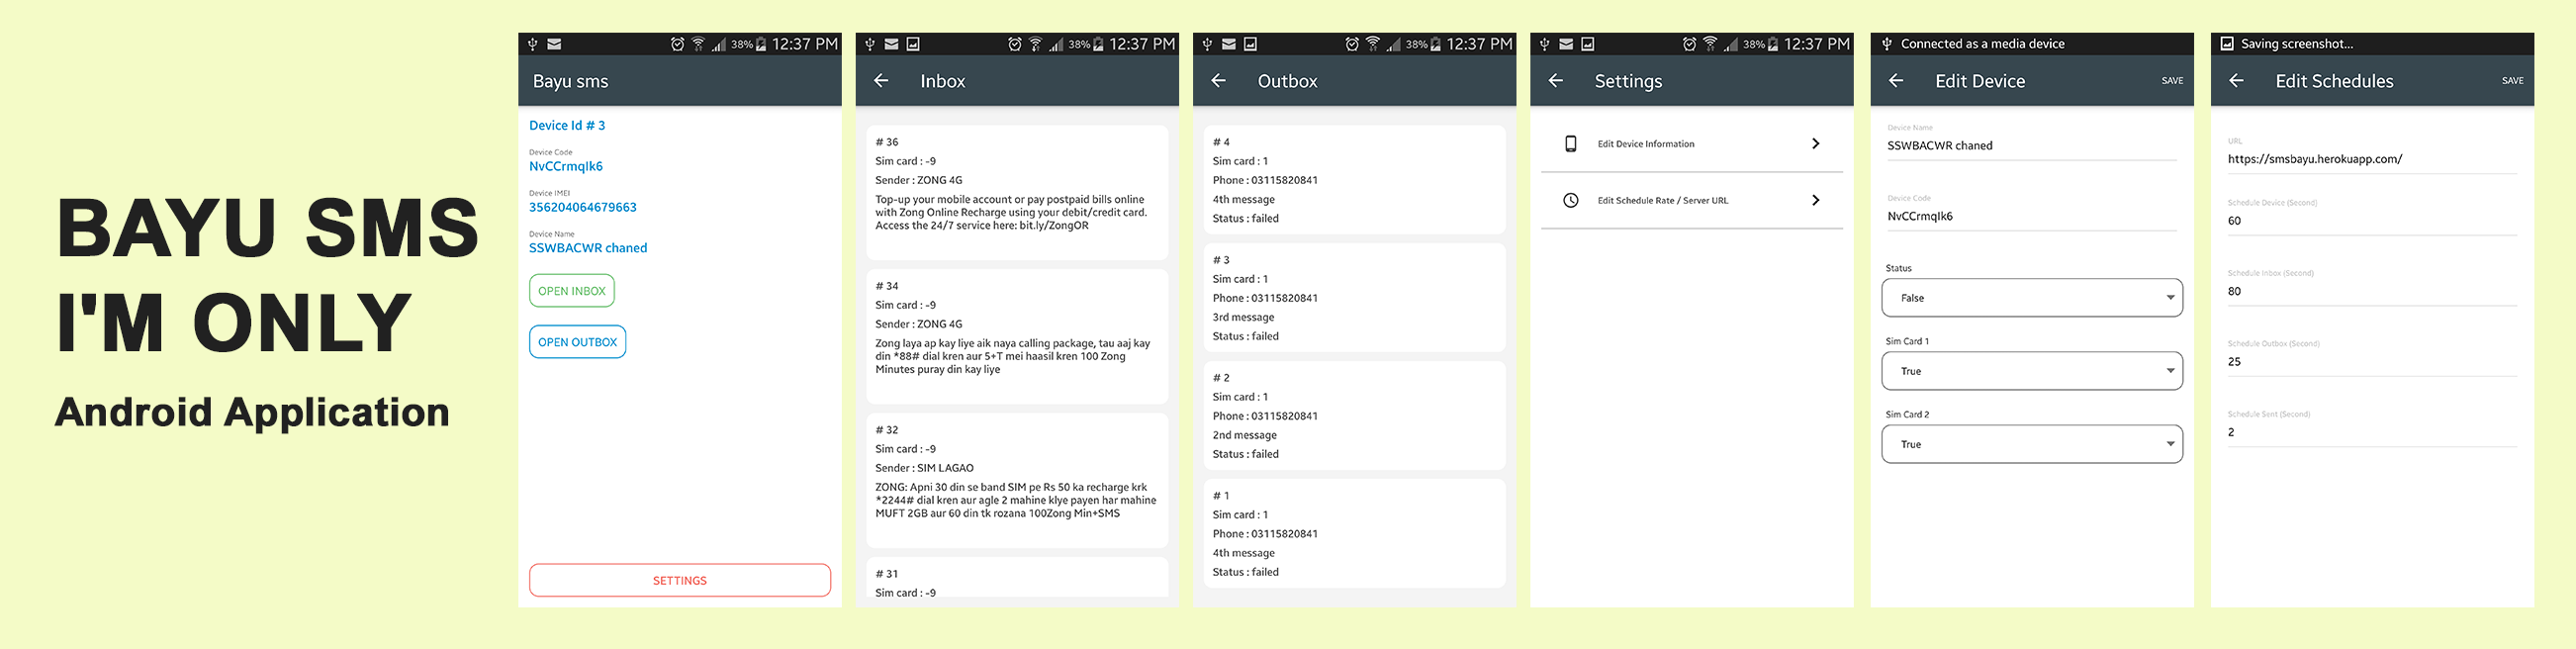 BAYU SMS
I'M ONLY
Android Application
38% 12:37 PM
Bayu sms
Device Id # 3
Device Code
NvCCrmqIk6
Device IMEI
356204064679663
Device Name
SSWBACWR chaned
OPEN INBOX
OPEN OUTBOX
SETTINGS
38% 12:37 PM
Inbox
# 36
Sim card : -9
Sender : ZONG 4G
Top-up your mobile account or pay postpaid bills online
with Zong Online Recharge using your debit/credit card.
Access the 24/7 service here: bit.ly/ZongOR
# 34
Sim card : -9
Sender : ZONG 4G
Zong laya ap kay liye aik naya calling package, tau aaj kay
din *88# dial kren aur 5+T mei haasil kren 100 Zong
Minutes puray din kay liye
# 32
Sim card : -9
Sender : SIM LAGAO
ZONG: Apni 30 din se band SIM pe Rs 50 ka recharge krk
*2244# dial kren aur agle 2 mahine klye payen har mahine
MUFT 2GB aur 60 din tk rozana 100Zong Min+SMS
# 31
Sim card : -9
38% 12:37 PM
Outbox
# 4
Sim card : 1
Phone : 03115820841
4th message
Status : failed
# 3
Sim card : 1
Phone : 03115820841
3rd message
Status : failed
# 2
Sim card : 1
Phone : 03115820841
2nd message
Status : failed
# 1
Sim card : 1
Phone : 03115820841
4th message
Status : failed
38% 12:37 PM
Settings
Edit Device Information
Edit Schedule Rate / Server URL
Connected as a media device
Edit Device SAVE
Device Name
SSWBACWR chaned
Device Code
NvCCrmqIk6
Status
False
Sim Card 1
True
Sim Card 2
True
Saving screenshot...
Edit Schedules SAVE
URL
https://smsbayu.herokuapp.com/
Schedule Device (Second)
60
Schedule Inbox (Second)
80
Schedule Outbox (Second)
25
Schedule Sent (Second)
2